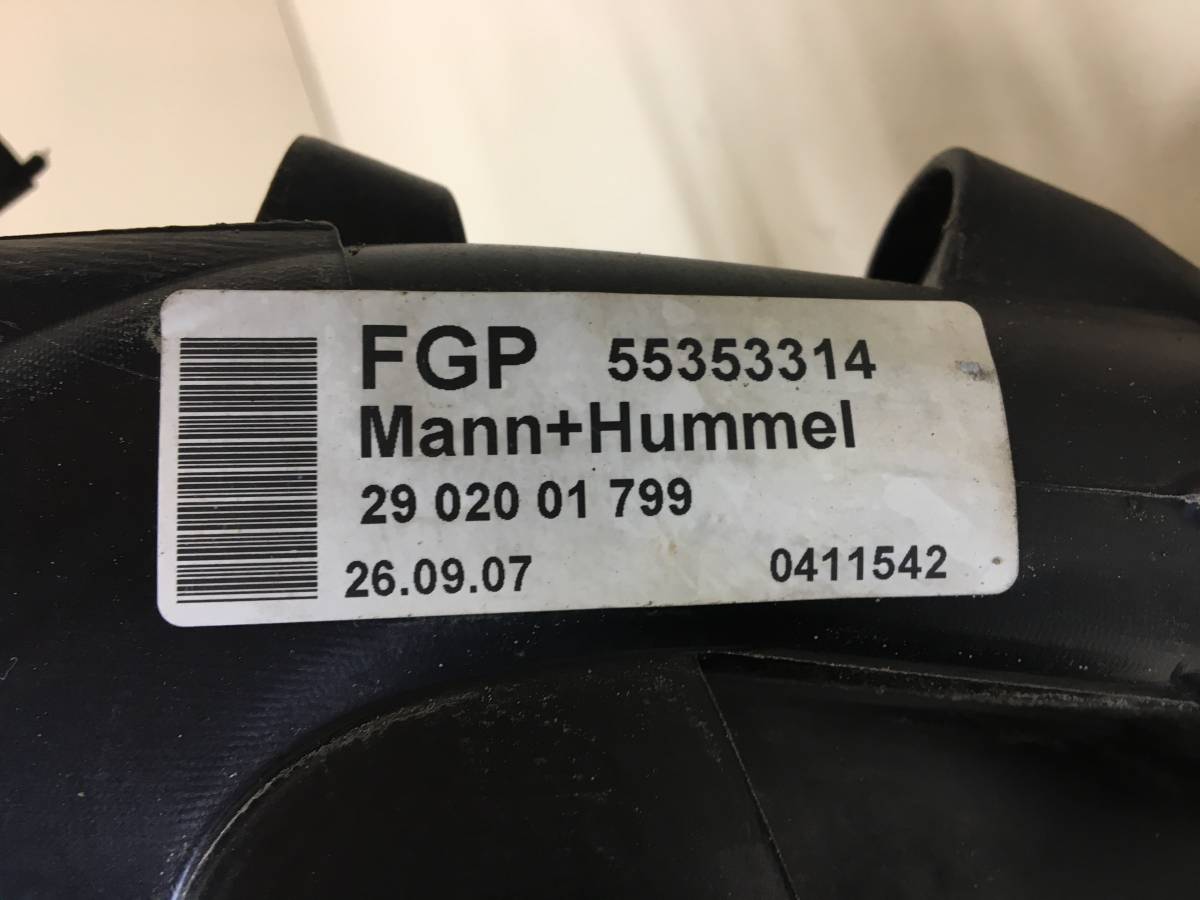 FGP 55353314
Mann+Hummel
29 020 01 799
26.09.07 0411542